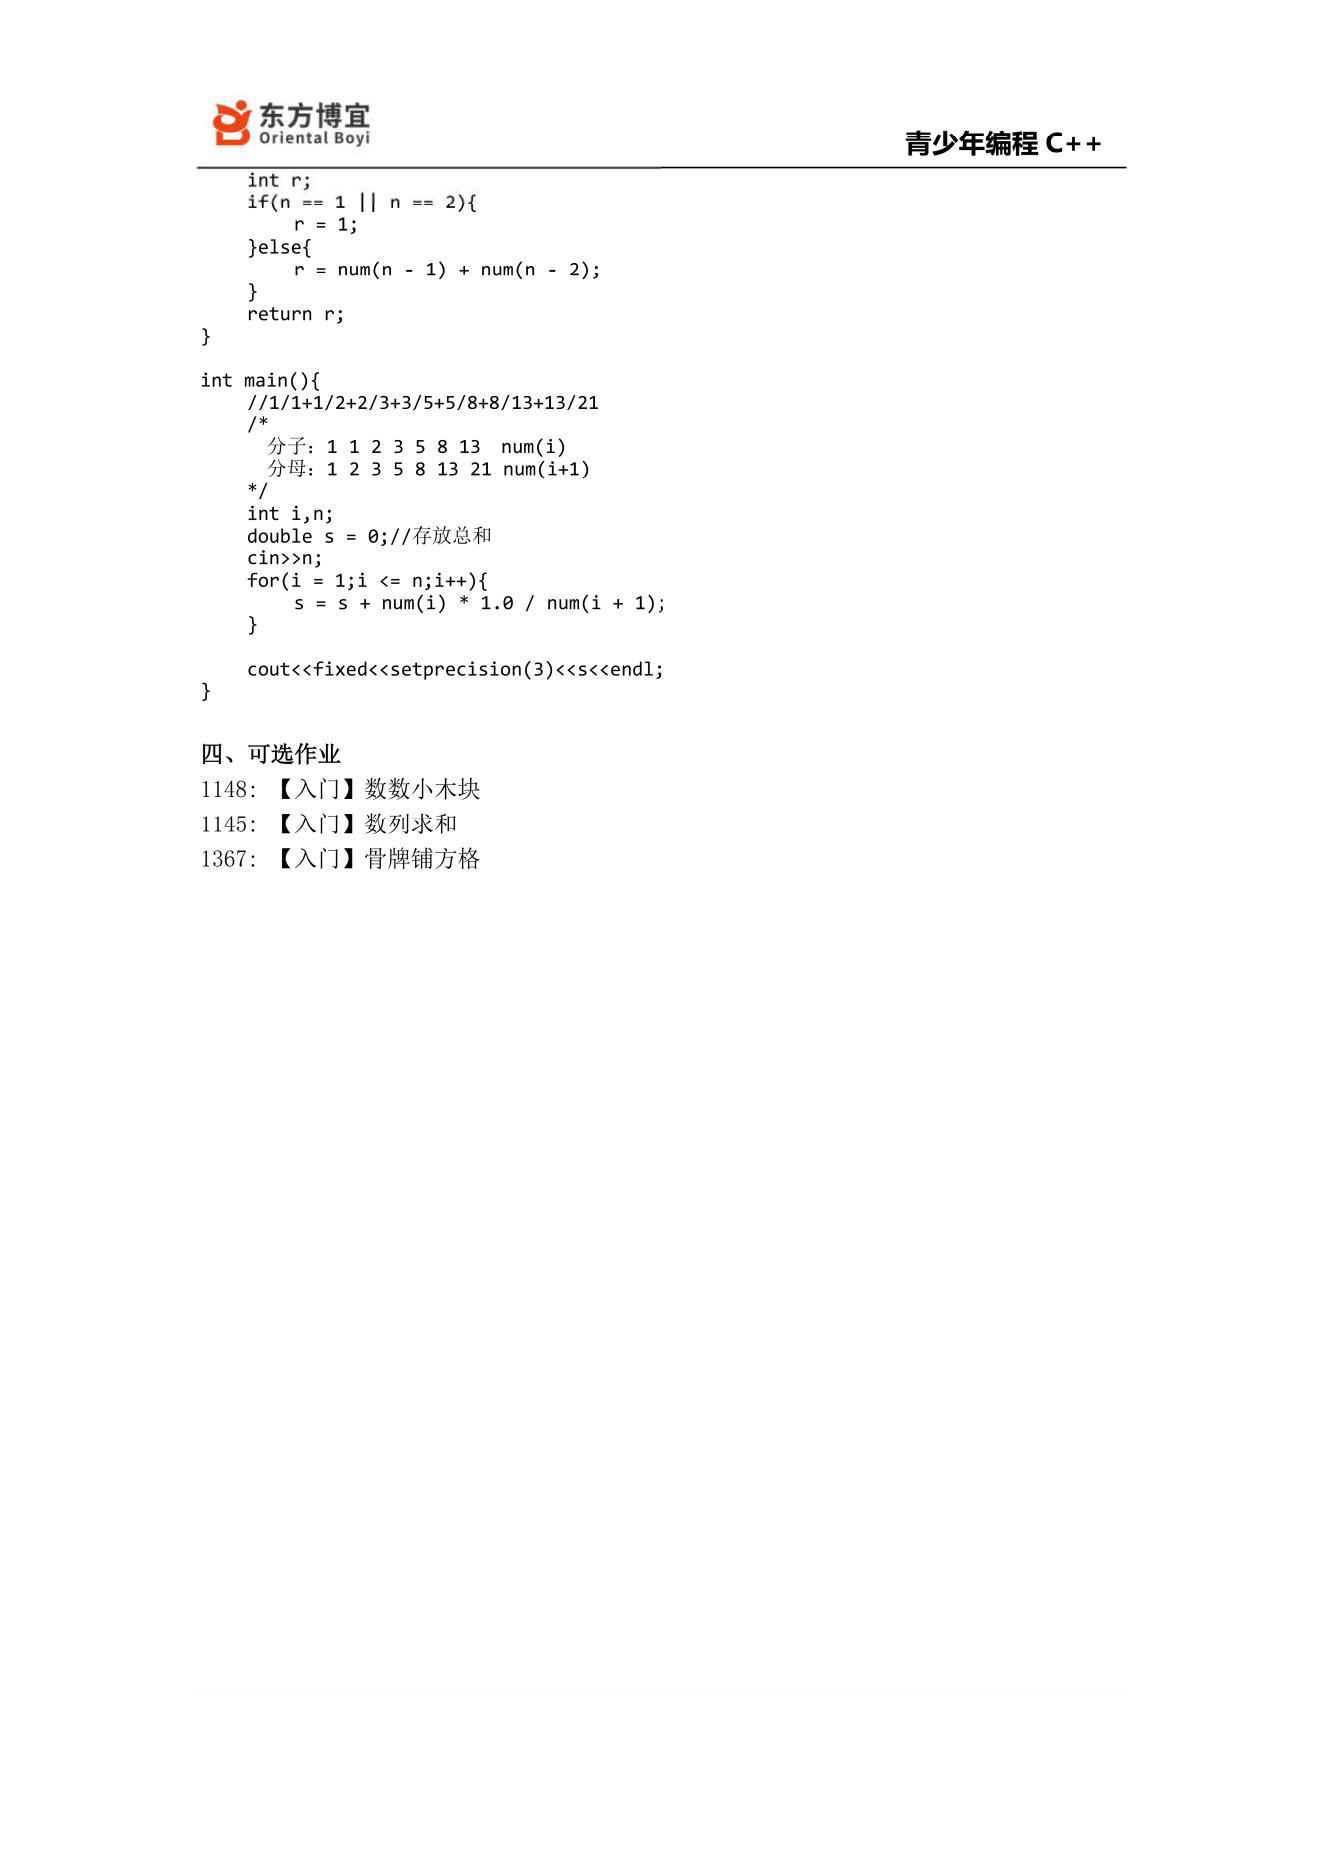 东方博宜
Oriental Boyi
青少年编程 C++
int r;
if(n == 1 || n == 2){
r = 1;
}else{
r = num(n - 1) + num(n - 2);
}
return r;
}
int main(){
//1/1+1/2+2/3+3/5+5/8+8/13+13/21
/*
分子：1 1 2 3 5 8 13  num(i)
分母：1 2 3 5 8 13 21 num(i+1)
*/
int i,n;
double s = 0;//存放总和
cin>>n;
for(i = 1;i <= n;i++){
s = s + num(i) * 1.0 / num(i + 1);
}
cout<<fixed<<setprecision(3)<<s<<endl;
}
四、可选作业
1148: 【入门】数数小木块
1145: 【入门】数列求和
1367: 【入门】骨牌铺方格